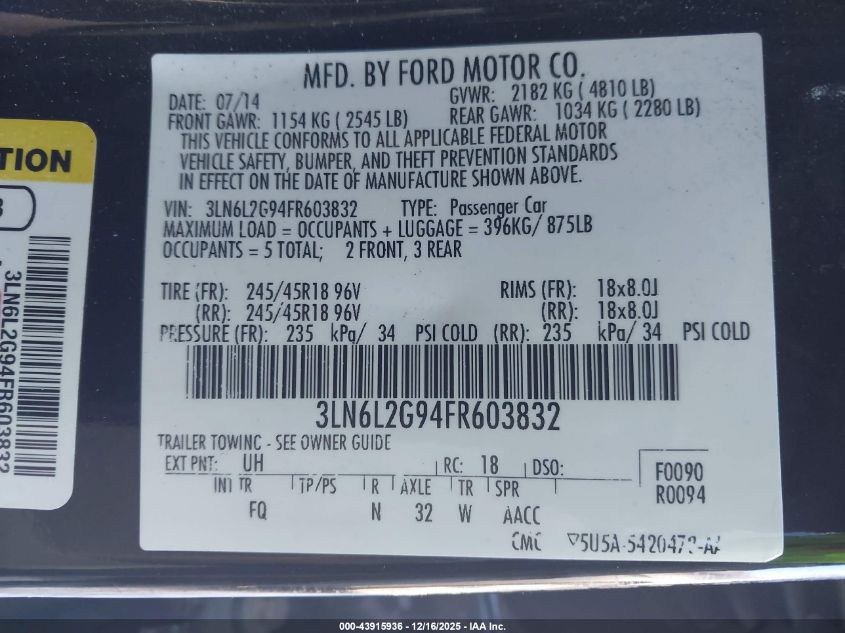 MFD. BY FORD MOTOR CO.
DATE: 07/14 GVWR: 2182 KG ( 4810 LB)
FRONT GAWR: 1154 KG ( 2545 LB) REAR GAWR: 1034 KG ( 2280 LB)
THIS VEHICLE CONFORMS TO ALL APPLICABLE FEDERAL MOTOR
VEHICLE SAFETY, BUMPER, AND THEFT PREVENTION STANDARDS
IN EFFECT ON THE DATE OF MANUFACTURE SHOWN ABOVE.
VIN: 3LN6L2G94FR603832 TYPE: Passenger Car
MAXIMUM LOAD = OCCUPANTS + LUGGAGE = 396KG/ 875LB
OCCUPANTS = 5 TOTAL; 2 FRONT, 3 REAR
TIRE (FR): 245/45R18 96V RIMS (FR): 18x8.0J
(RR): 245/45R18 96V (RR): 18x8.0J
PRESSURE (FR): 235 kPa/ 34 PSI COLD (RR): 235 kPa/ 34 PSI COLD
3LN6L2G94FR603832
TRAILER TOWING - SEE OWNER GUIDE
EXT PNT: UH RC: 18 DSO:
INT TR TP/PS R AXLE TR SPR
FQ N 32 W AACC
F0090
R0094
CMC 5U5A-5420472-AA
TION
3LN6L2G94FR603832
000-43915936 - 12/16/2025 - IAA Inc.